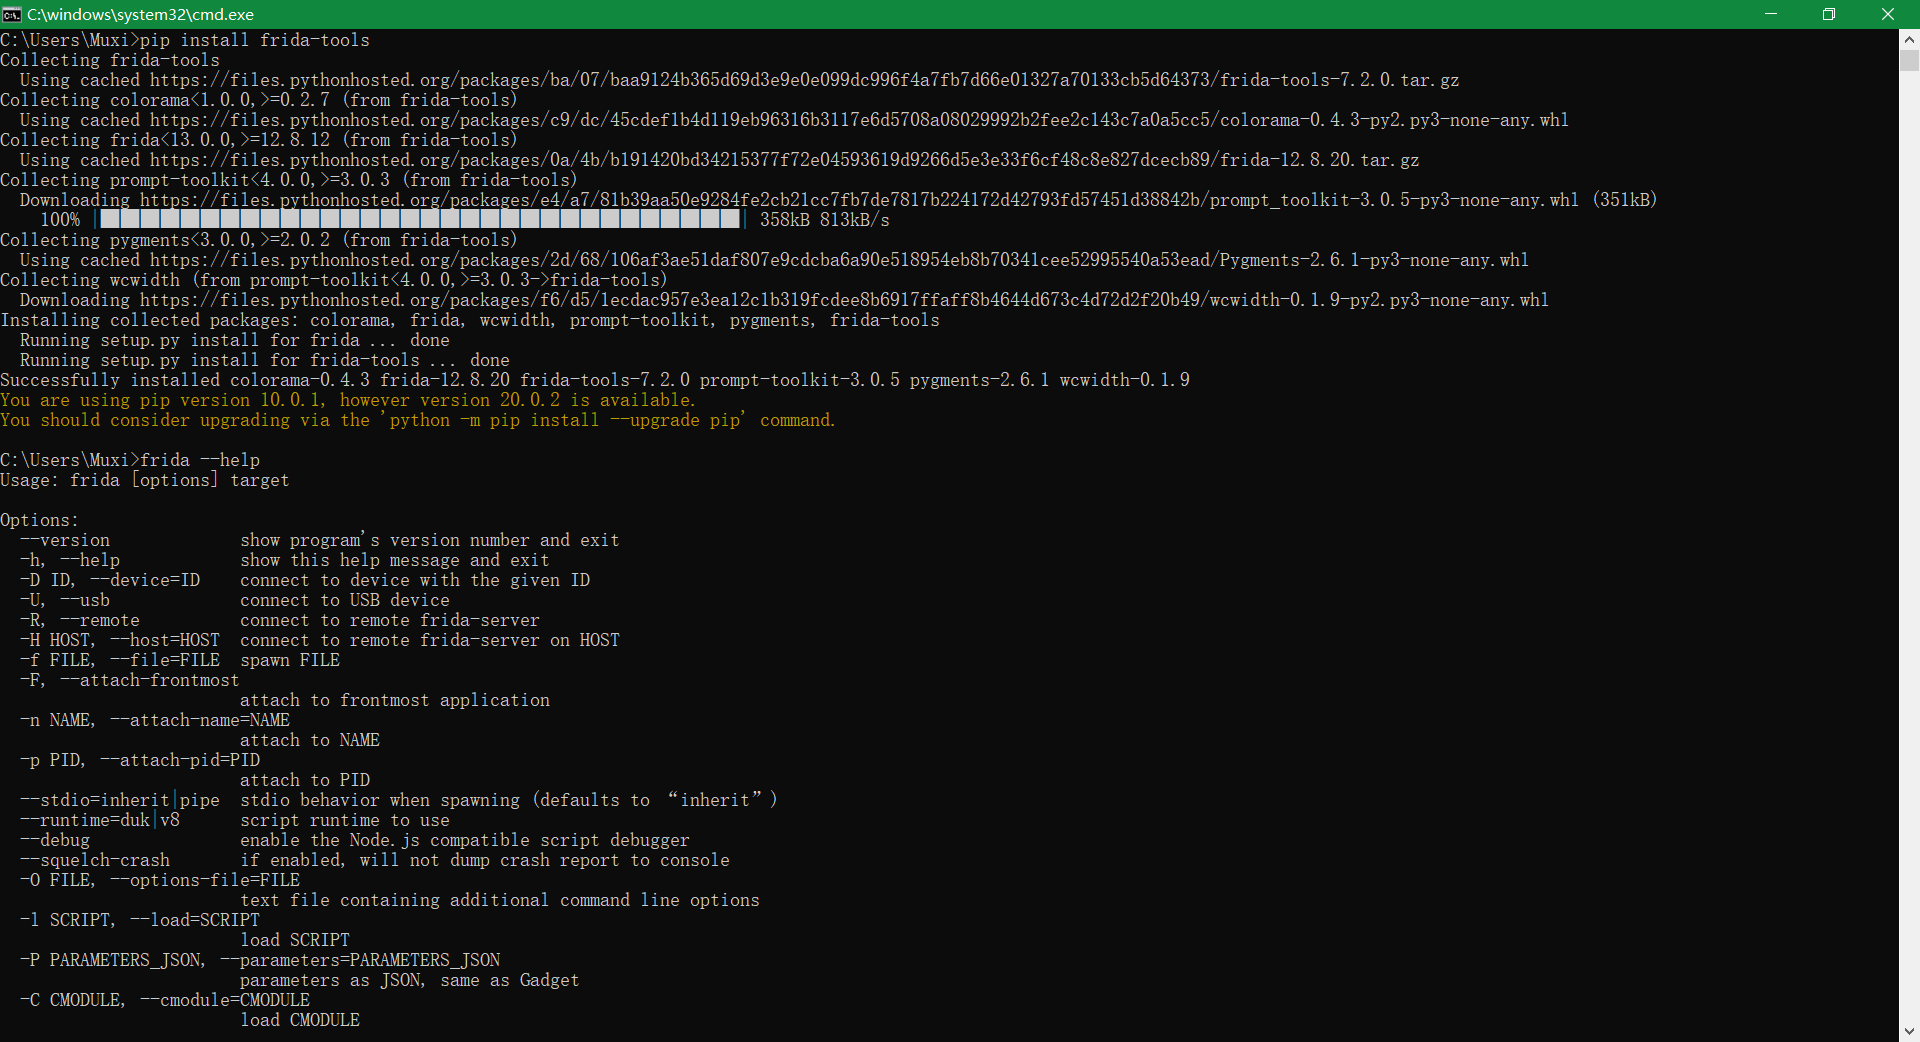 C:\windows\system32\cmd.exe
C:\Users\Muxi>pip install frida-tools
Collecting frida-tools
  Using cached https://files.pythonhosted.org/packages/ba/07/baa9124b365d69d3e9e0e099dc996f4a7fb7d66e01327a70133cb5d64373/frida-tools-7.2.0.tar.gz
Collecting colorama<1.0.0,>=0.2.7 (from frida-tools)
  Using cached https://files.pythonhosted.org/packages/c9/dc/45cdef1b4d119eb96316b3117e6d5708a08029992b2fee2c143c7a0a5cc5/colorama-0.4.3-py2.py3-none-any.whl
Collecting frida<13.0.0,>=12.8.12 (from frida-tools)
  Using cached https://files.pythonhosted.org/packages/0a/4b/b191420bd34215377f72e04593619d9266d5e3e33f6cf48c8e827dcecb89/frida-12.8.20.tar.gz
Collecting prompt-toolkit<4.0.0,>=3.0.3 (from frida-tools)
  Downloading https://files.pythonhosted.org/packages/e4/a7/81b39aa50e9284fe2cb21cc7fb7de7817b224172d42793fd57451d38842b/prompt_toolkit-3.0.5-py3-none-any.whl (351kB)
    100% |████████████████████████████████| 358kB 813kB/s
Collecting pygments<3.0.0,>=2.0.2 (from frida-tools)
  Using cached https://files.pythonhosted.org/packages/2d/68/106af3ae51daf807e9cdcba6a90e518954eb8b70341cee52995540a53ead/Pygments-2.6.1-py3-none-any.whl
Collecting wcwidth (from prompt-toolkit<4.0.0,>=3.0.3->frida-tools)
  Downloading https://files.pythonhosted.org/packages/f6/d5/1ecdac957e3ea12c1b319fcdee8b6917ffaff8b4644d673c4d72d2f20b49/wcwidth-0.1.9-py2.py3-none-any.whl
Installing collected packages: colorama, frida, wcwidth, prompt-toolkit, pygments, frida-tools
  Running setup.py install for frida ... done
  Running setup.py install for frida-tools ... done
Successfully installed colorama-0.4.3 frida-12.8.20 frida-tools-7.2.0 prompt-toolkit-3.0.5 pygments-2.6.1 wcwidth-0.1.9
You are using pip version 10.0.1, however version 20.0.2 is available.
You should consider upgrading via the 'python -m pip install --upgrade pip' command.
C:\Users\Muxi>frida --help
Usage: frida [options] target
Options:
  --version             show program's version number and exit
  -h, --help            show this help message and exit
  -D ID, --device=ID    connect to device with the given ID
  -U, --usb             connect to USB device
  -R, --remote          connect to remote frida-server
  -H HOST, --host=HOST  connect to remote frida-server on HOST
  -f FILE, --file=FILE  spawn FILE
  -F, --attach-frontmost
                        attach to frontmost application
  -n NAME, --attach-name=NAME
                        attach to NAME
  -p PID, --attach-pid=PID
                        attach to PID
  --stdio=inherit|pipe  stdio behavior when spawning (defaults to “inherit”)
  --runtime=duk|v8      script runtime to use
  --debug               enable the Node.js compatible script debugger
  --squelch-crash       if enabled, will not dump crash report to console
  -O FILE, --options-file=FILE
                        text file containing additional command line options
  -l SCRIPT, --load=SCRIPT
                        load SCRIPT
  -P PARAMETERS_JSON, --parameters=PARAMETERS_JSON
                        parameters as JSON, same as Gadget
  -C CMODULE, --cmodule=CMODULE
                        load CMODULE